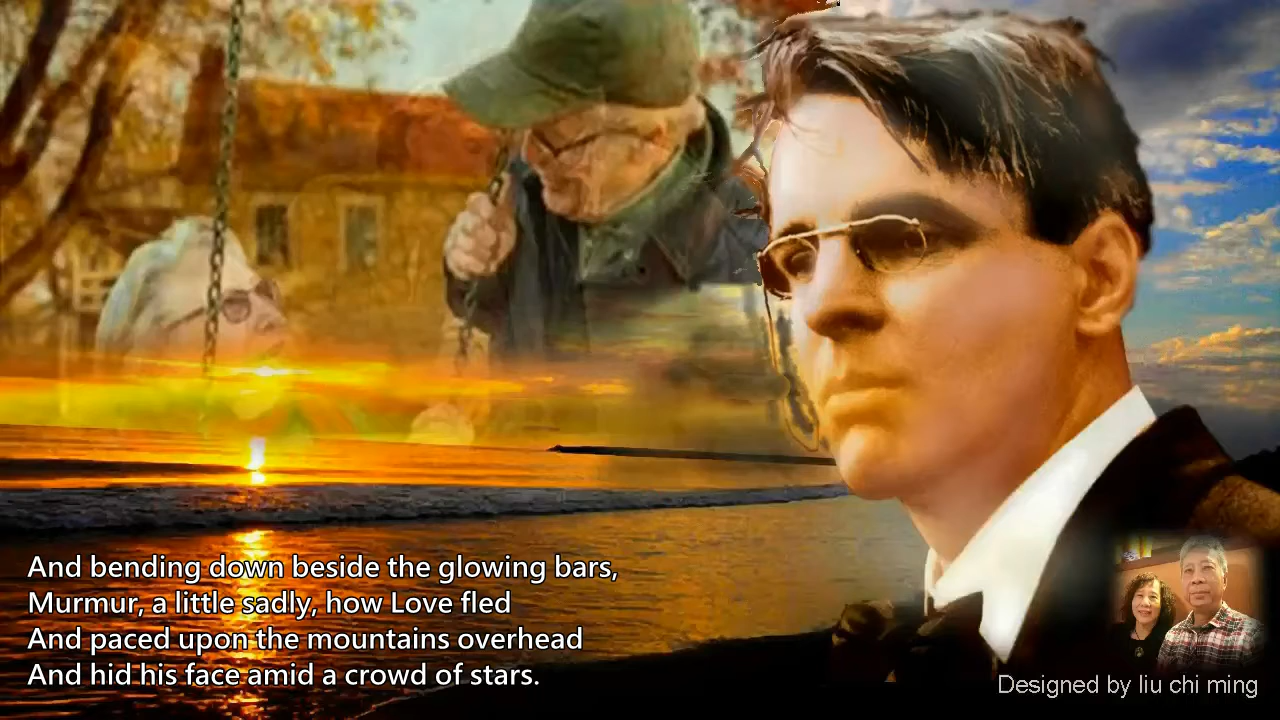 And bending down beside the glowing bars,
Murmur, a little sadly, how Love fled
And paced upon the mountains overhead
And hid his face amid a crowd of stars.
Designed by liu chi ming